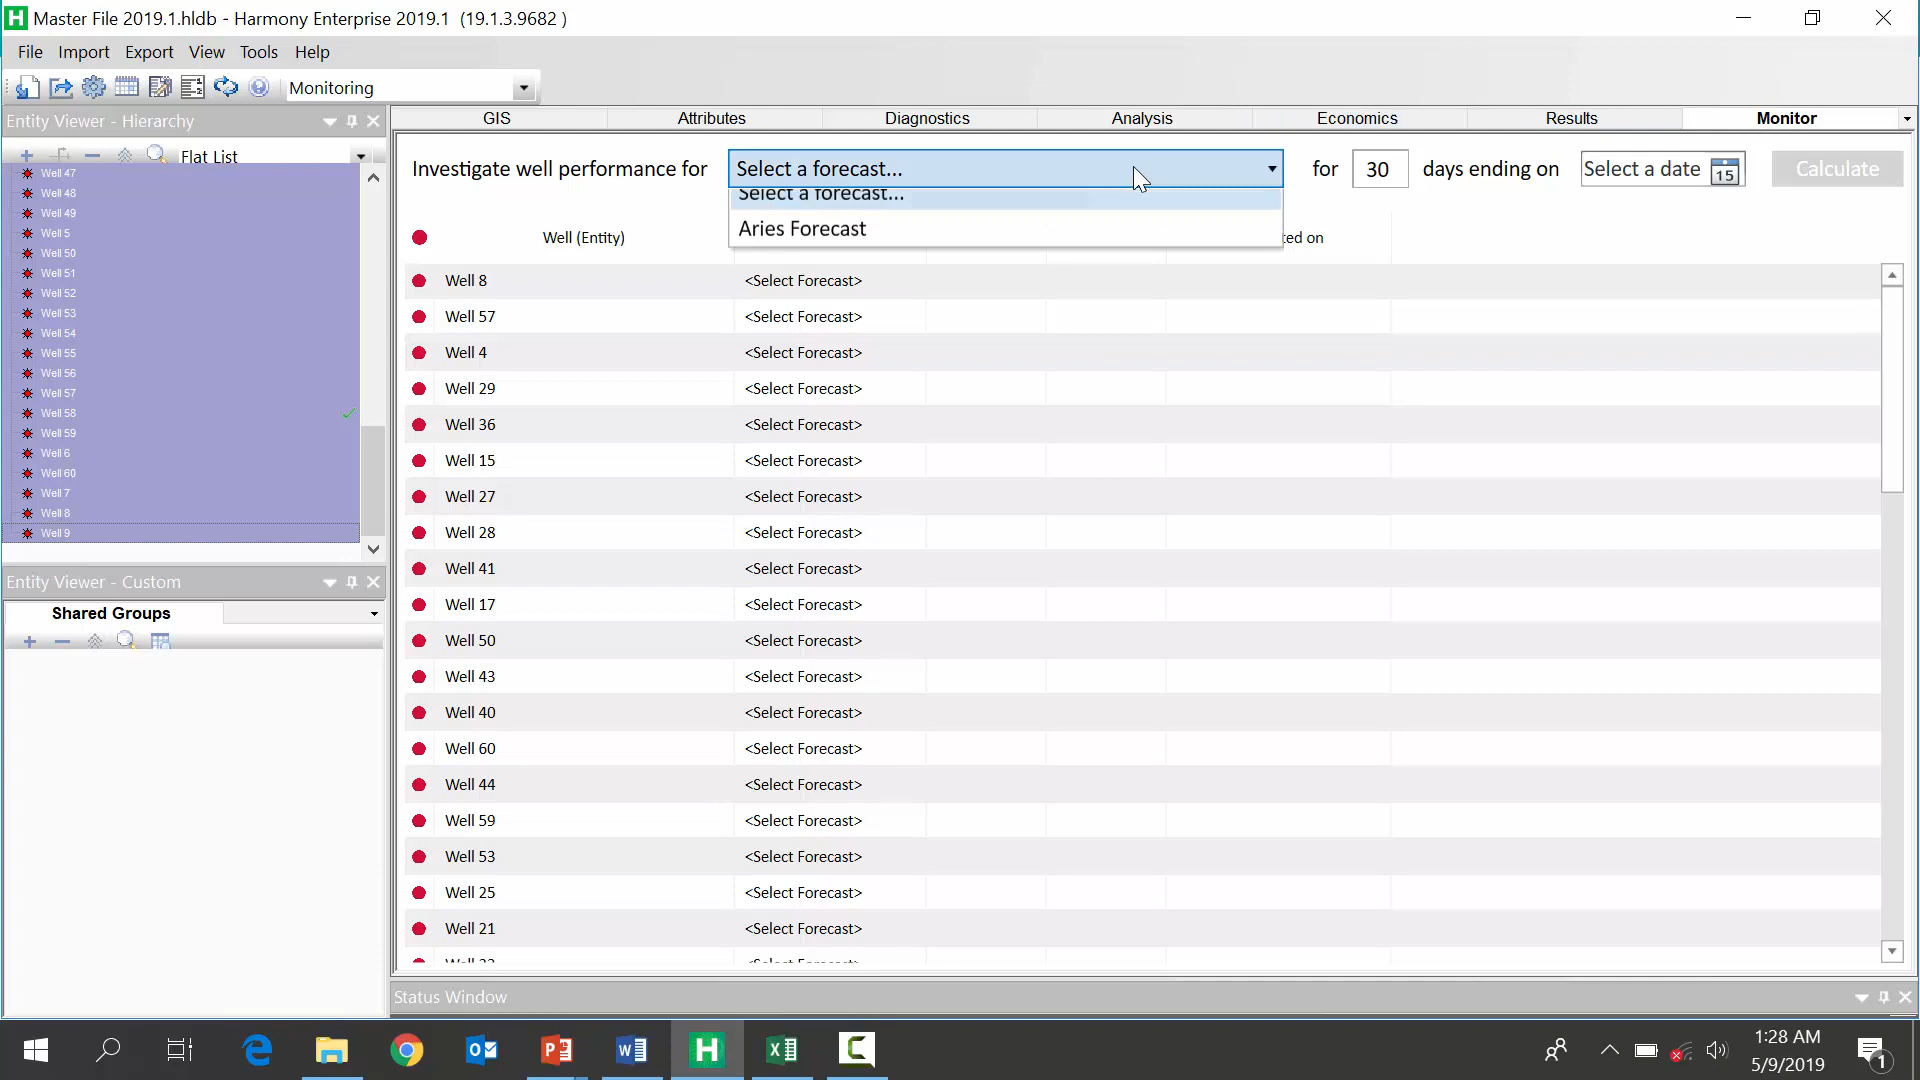 Master File 2019.1.hldb - Harmony Enterprise 2019.1 (19.1.3.9682 )
File Import Export View Tools Help
Monitoring
Entity Viewer - Hierarchy
GIS Attributes Diagnostics Analysis Economics Results Monitor
Flat List
Investigate well performance for Select a forecast... for 30 days ending on Select a date 15 Calculate
Select a forecast...
Aries Forecast
Well (Entity) ted on
Well 47
Well 48
Well 49
Well 5
Well 50
Well 51
Well 52
Well 53
Well 54
Well 55
Well 56
Well 57
Well 58
Well 59
Well 6
Well 60
Well 7
Well 8
Well 9
Well 8 <Select Forecast>
Well 57 <Select Forecast>
Well 4 <Select Forecast>
Well 29 <Select Forecast>
Well 36 <Select Forecast>
Well 15 <Select Forecast>
Well 27 <Select Forecast>
Well 28 <Select Forecast>
Well 41 <Select Forecast>
Well 17 <Select Forecast>
Well 50 <Select Forecast>
Well 43 <Select Forecast>
Well 40 <Select Forecast>
Well 60 <Select Forecast>
Well 44 <Select Forecast>
Well 59 <Select Forecast>
Well 53 <Select Forecast>
Well 25 <Select Forecast>
Well 21 <Select Forecast>
Entity Viewer - Custom
Shared Groups
Status Window
1:28 AM
5/9/2019
1